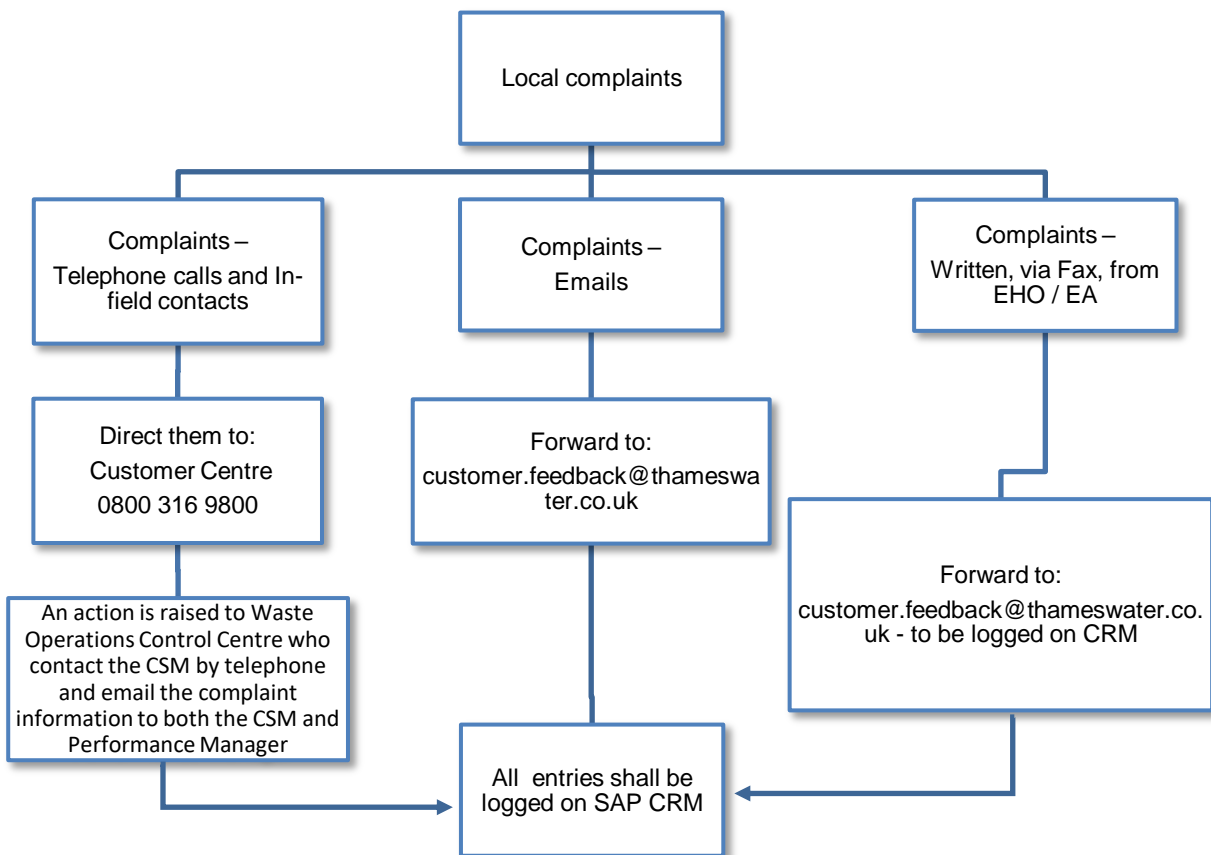 Local complaints
Complaints –
Telephone calls and In-
field contacts
Complaints –
Emails
Complaints –
Written, via Fax, from
EHO / EA
Direct them to:
Customer Centre
0800 316 9800
Forward to:
customer.feedback@thameswa
ter.co.uk
Forward to:
customer.feedback@thameswater.co.
uk - to be logged on CRM
An action is raised to Waste
Operations Control Centre who
contact the CSM by telephone
and email the complaint
information to both the CSM and
Performance Manager
All entries shall be
logged on SAP CRM